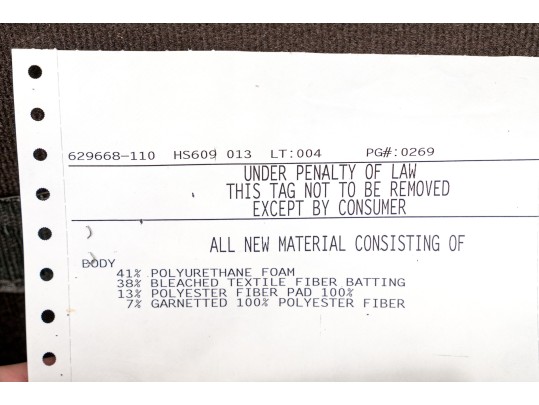 629668-110 HS609 013 LT:004 PG#:0269
UNDER PENALTY OF LAW
THIS TAG NOT TO BE REMOVED
EXCEPT BY CONSUMER
ALL NEW MATERIAL CONSISTING OF
BODY
41% POLYURETHANE FOAM
38% BLEACHED TEXTILE FIBER BATTING
13% POLYESTER FIBER PAD 100%
7% GARNETTED 100% POLYESTER FIBER